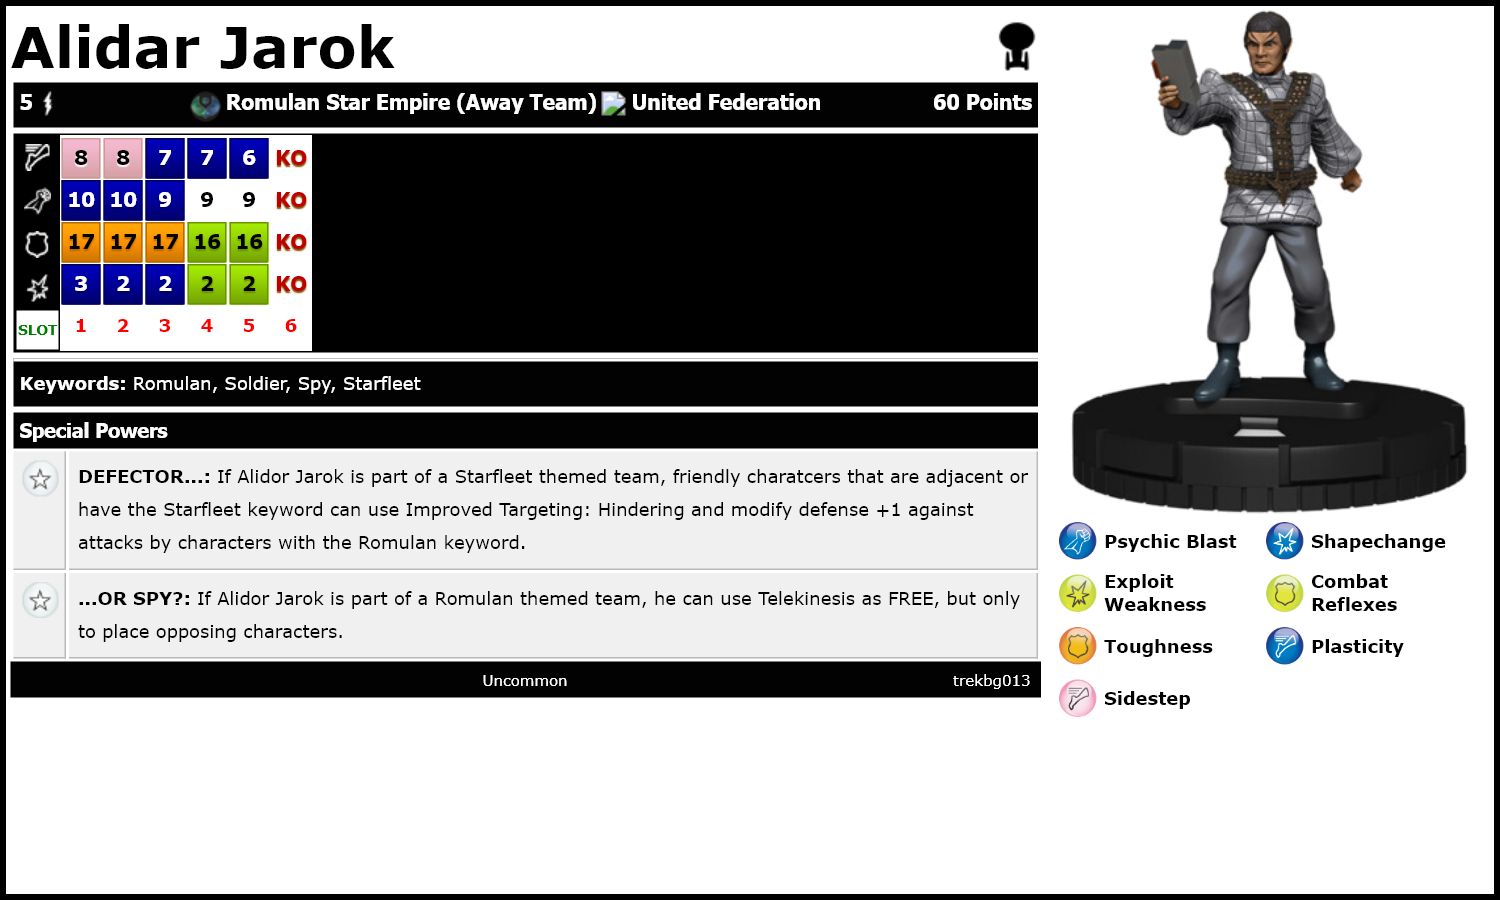 Alidar Jarok
5 Romulan Star Empire (Away Team) United Federation 60 Points
8 8 7 7 6 KO
10 10 9 9 9 KO
17 17 17 16 16 KO
3 2 2 2 2 KO
SLOT 1 2 3 4 5 6
Keywords: Romulan, Soldier, Spy, Starfleet
Special Powers
DEFECTOR...: If Alidor Jarok is part of a Starfleet themed team, friendly charatcers that are adjacent or
have the Starfleet keyword can use Improved Targeting: Hindering and modify defense +1 against
attacks by characters with the Romulan keyword.
...OR SPY?: If Alidor Jarok is part of a Romulan themed team, he can use Telekinesis as FREE, but only
to place opposing characters.
Uncommon trekbg013
Psychic Blast Shapechange
Exploit Combat
Weakness Reflexes
Toughness Plasticity
Sidestep